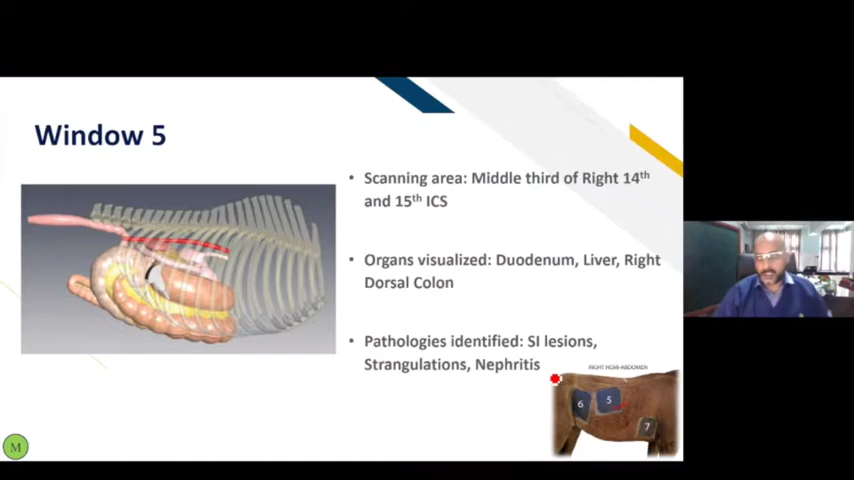 Window 5
• Scanning area: Middle third of Right 14th
and 15th ICS
• Organs visualized: Duodenum, Liver, Right
Dorsal Colon
• Pathologies identified: SI lesions,
Strangulations, Nephritis
RIGHT HEMI-ABDOMEN
6
5
7
M